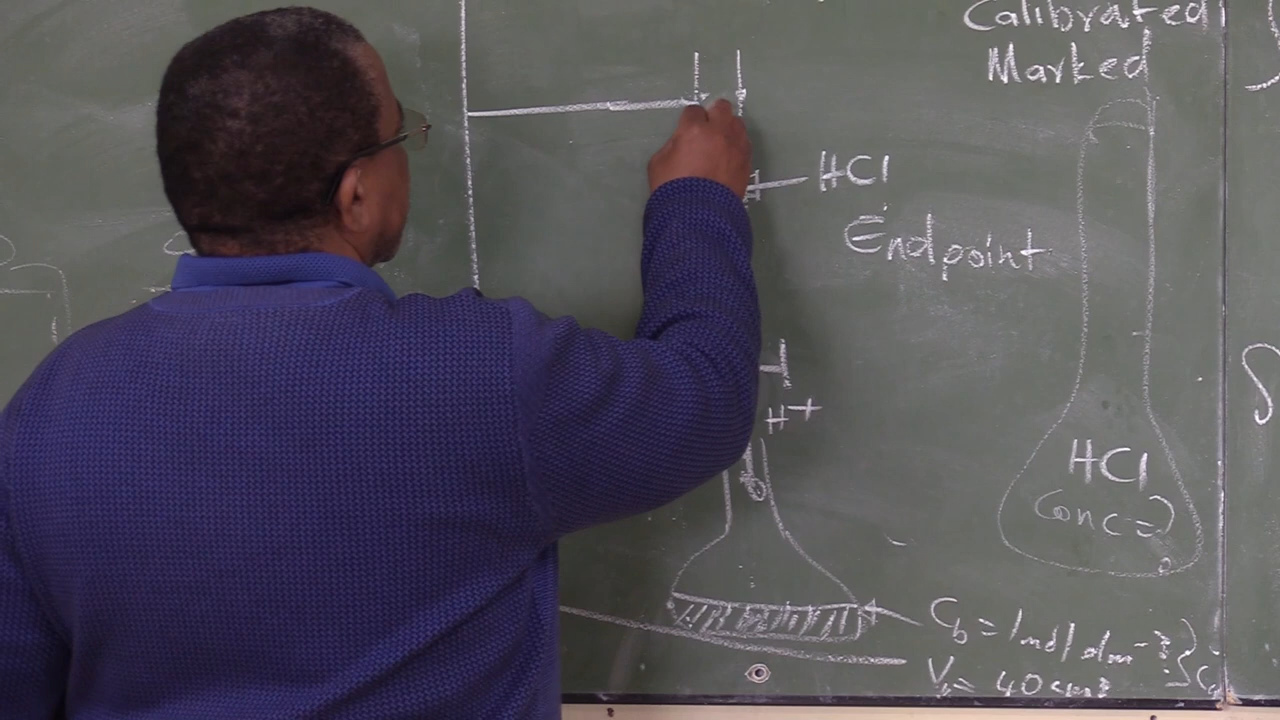 Calibrated
Marked
HCl
Endpoint
H+
HCl
Conc = ?
Cb = 1 mol/dm-3
Vb = 40 cm3